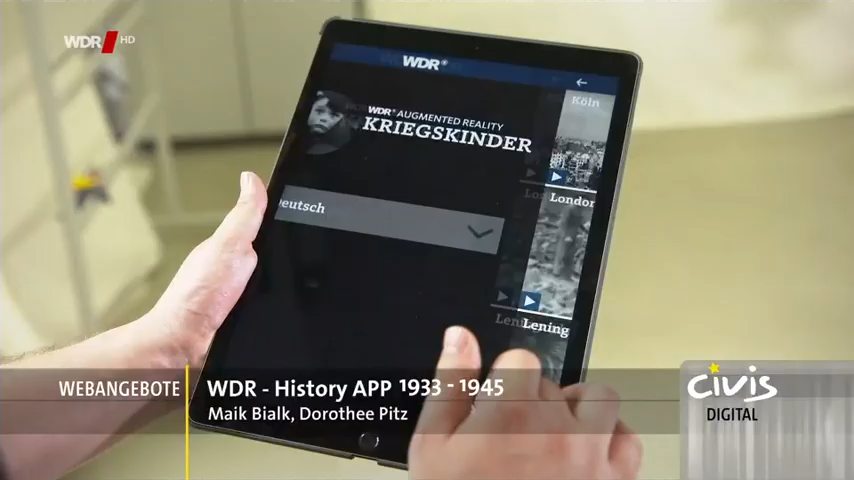 WDR HD
WDR
Köln
WDR AUGMENTED REALITY
KRIEGSKINDER
London
eutsch
Lening
WEBANGEBOTE
WDR - History APP 1933 - 1945
Maik Bialk, Dorothee Pitz
civis
DIGITAL